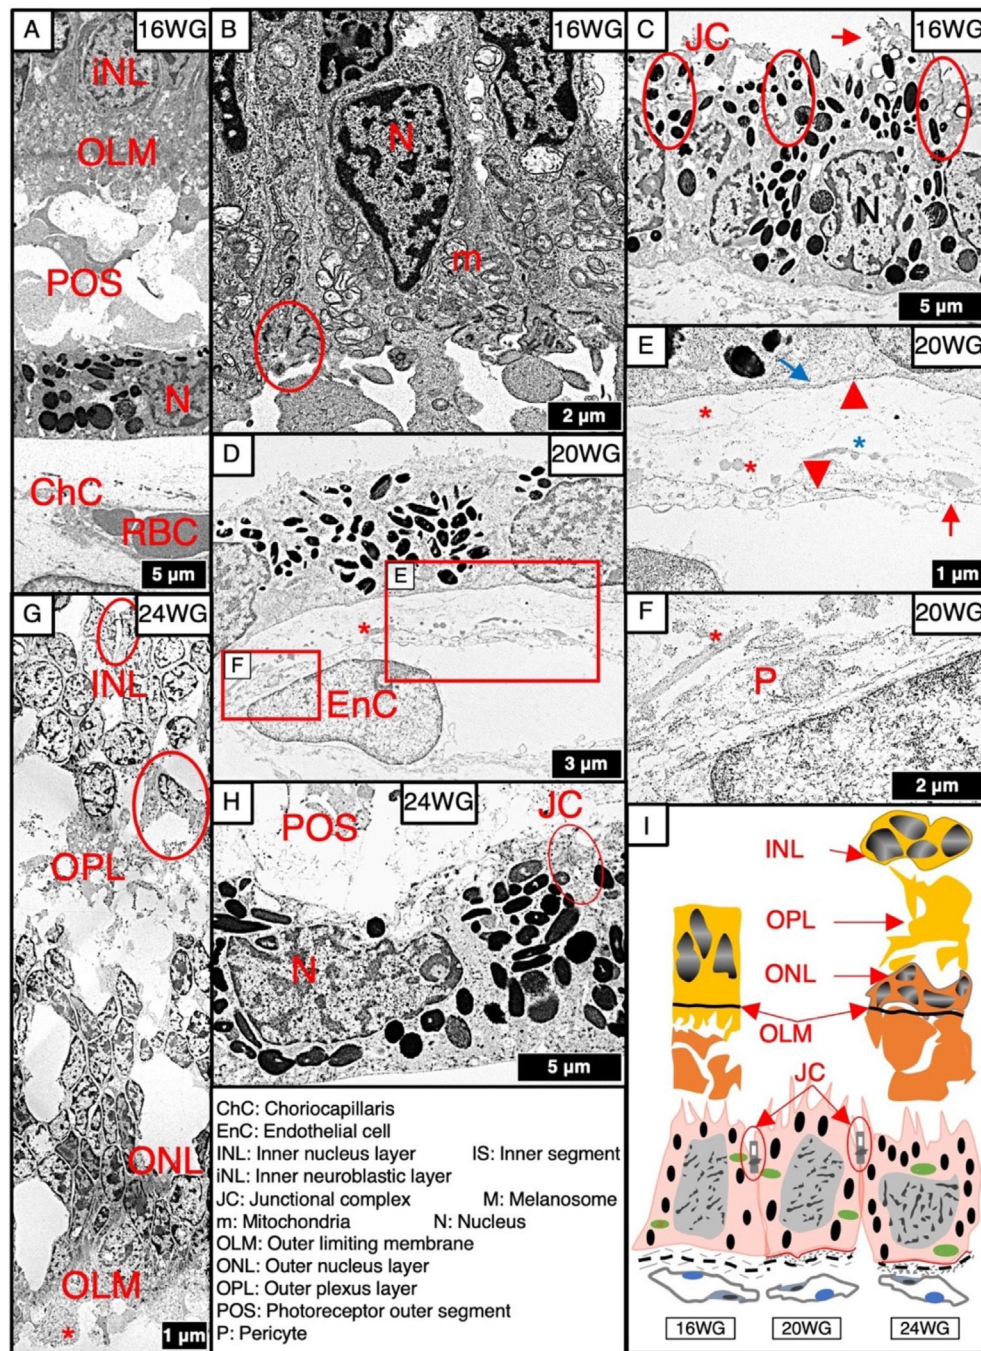 A
16WG
iNL
OLM
POS
N
ChC
RBC
5 µm
B
16WG
N
m
2 µm
C
16WG
JC
N
5 µm
D
20WG
E
*
F
EnC
3 µm
E
20WG
*
*
*
1 µm
F
20WG
*
P
2 µm
G
24WG
INL
OPL
ONL
OLM
*
1 µm
H
24WG
POS
JC
N
5 µm
ChC: Choriocapillaris
EnC: Endothelial cell
INL: Inner nucleus layer IS: Inner segment
iNL: Inner neuroblastic layer
JC: Junctional complex M: Melanosome
m: Mitochondria N: Nucleus
OLM: Outer limiting membrane
ONL: Outer nucleus layer
OPL: Outer plexus layer
POS: Photoreceptor outer segment
P: Pericyte
I
INL
OPL
ONL
OLM
JC
16WG
20WG
24WG